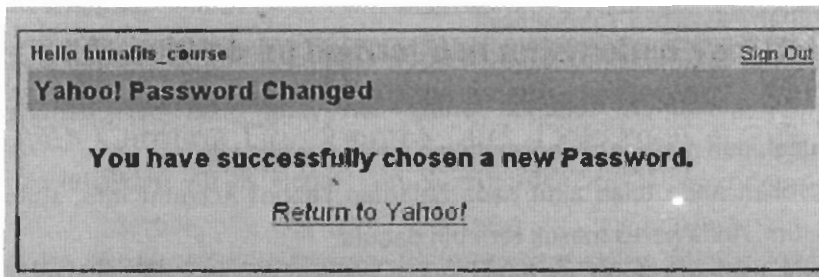 Hello hunafits_course Sign Out
Yahoo! Password Changed
You have successfully chosen a new Password.
Return to Yahoo!